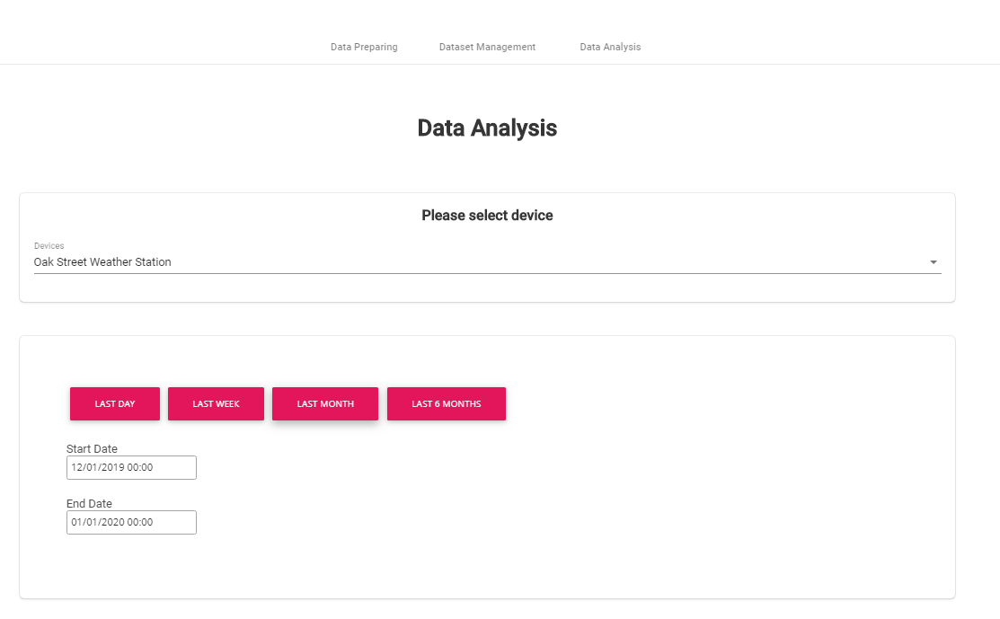 Data Preparing Dataset Management Data Analysis
Data Analysis
Please select device
Devices
Oak Street Weather Station
LAST DAY LAST WEEK LAST MONTH LAST 6 MONTHS
Start Date
12/01/2019 00:00
End Date
01/01/2020 00:00